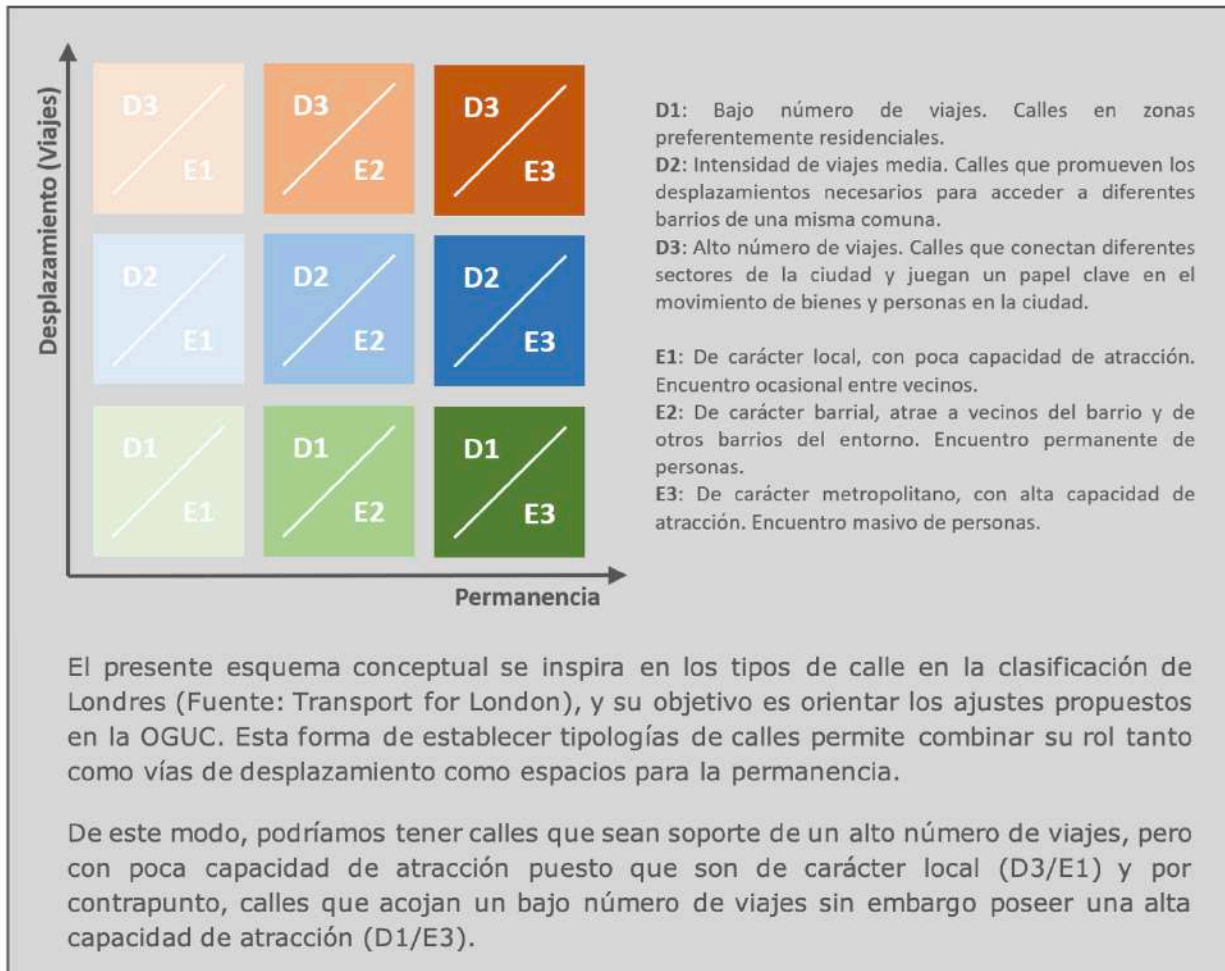 Desplazamiento (Viajes)
D3
E1
D3
E2
D3
E3
D2
E1
D2
E2
D2
E3
D1
E1
D1
E2
D1
E3
Permanencia
D1: Bajo número de viajes. Calles en zonas
preferentemente residenciales.
D2: Intensidad de viajes media. Calles que promueven los
desplazamientos necesarios para acceder a diferentes
barrios de una misma comuna.
D3: Alto número de viajes. Calles que conectan diferentes
sectores de la ciudad y juegan un papel clave en el
movimiento de bienes y personas en la ciudad.
E1: De carácter local, con poca capacidad de atracción.
Encuentro ocasional entre vecinos.
E2: De carácter barrial, atrae a vecinos del barrio y de
otros barrios del entorno. Encuentro permanente de
personas.
E3: De carácter metropolitano, con alta capacidad de
atracción. Encuentro masivo de personas.
El presente esquema conceptual se inspira en los tipos de calle en la clasificación de
Londres (Fuente: Transport for London), y su objetivo es orientar los ajustes propuestos
en la OGUC. Esta forma de establecer tipologías de calles permite combinar su rol tanto
como vías de desplazamiento como espacios para la permanencia.
De este modo, podríamos tener calles que sean soporte de un alto número de viajes, pero
con poca capacidad de atracción puesto que son de carácter local (D3/E1) y por
contrapunto, calles que acojan un bajo número de viajes sin embargo poseer una alta
capacidad de atracción (D1/E3).